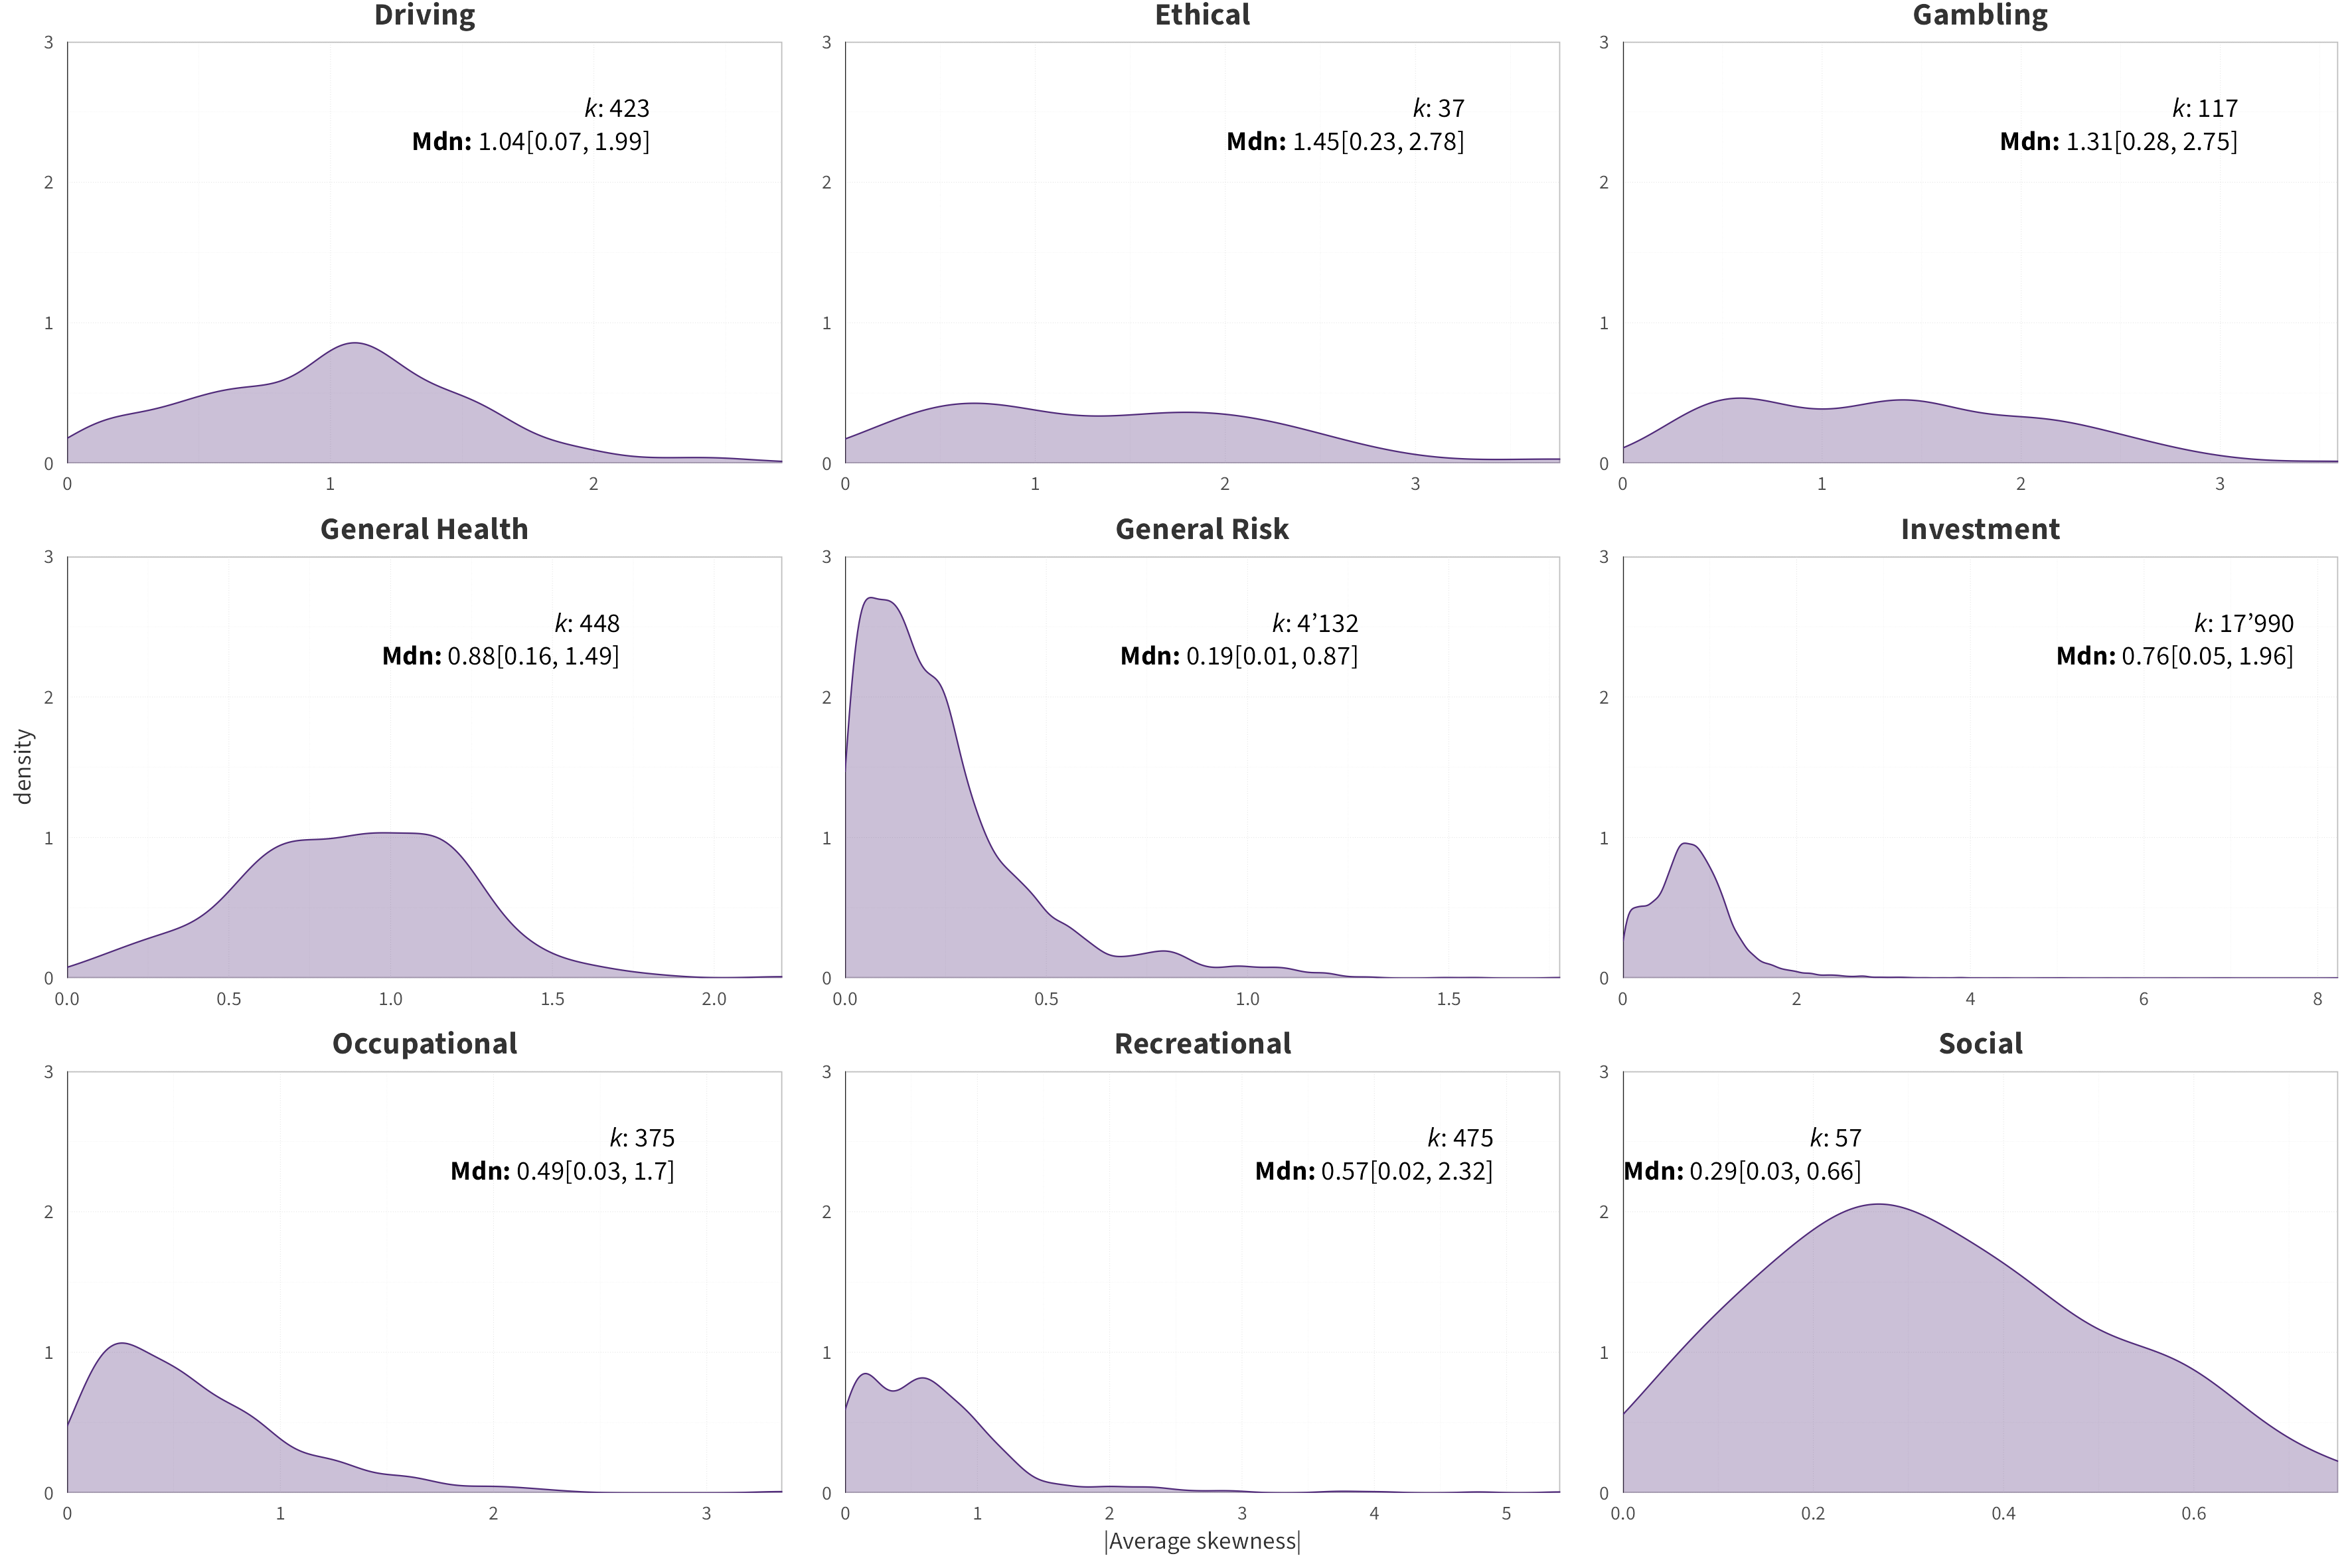 Driving
3
k: 423
Mdn: 1.04[0.07, 1.99]
2
1
0
0 1 2
Ethical
3
k: 37
Mdn: 1.45[0.23, 2.78]
2
1
0
0 1 2 3
Gambling
3
k: 117
Mdn: 1.31[0.28, 2.75]
2
1
0
0 1 2 3
density
General Health
3
k: 448
Mdn: 0.88[0.16, 1.49]
2
1
0
0.0 0.5 1.0 1.5 2.0
General Risk
3
k: 4’132
Mdn: 0.19[0.01, 0.87]
2
1
0
0.0 0.5 1.0 1.5
Investment
3
k: 17’990
Mdn: 0.76[0.05, 1.96]
2
1
0
0 2 4 6 8
Occupational
3
k: 375
Mdn: 0.49[0.03, 1.7]
2
1
0
0 1 2 3
Recreational
3
k: 475
Mdn: 0.57[0.02, 2.32]
2
1
0
0 1 2 3 4 5
Social
3
k: 57
Mdn: 0.29[0.03, 0.66]
2
1
0
0.0 0.2 0.4 0.6
|Average skewness|